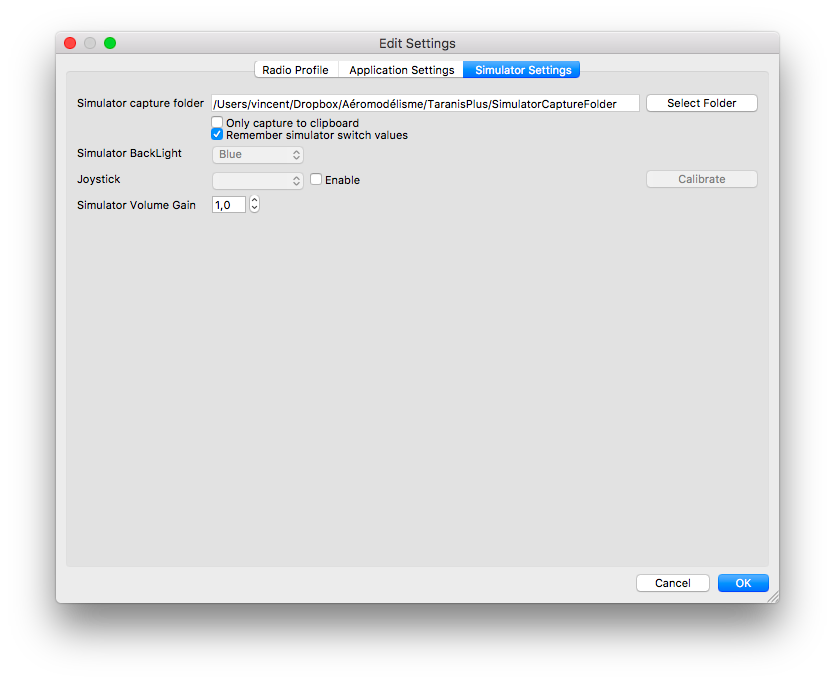 Edit Settings
Radio Profile Application Settings Simulator Settings
Simulator capture folder /Users/vincent/Dropbox/Aéromodélisme/TaranisPlus/SimulatorCaptureFolder Select Folder
Only capture to clipboard
Remember simulator switch values
Simulator BackLight Blue
Joystick Enable Calibrate
Simulator Volume Gain 1,0
Cancel OK